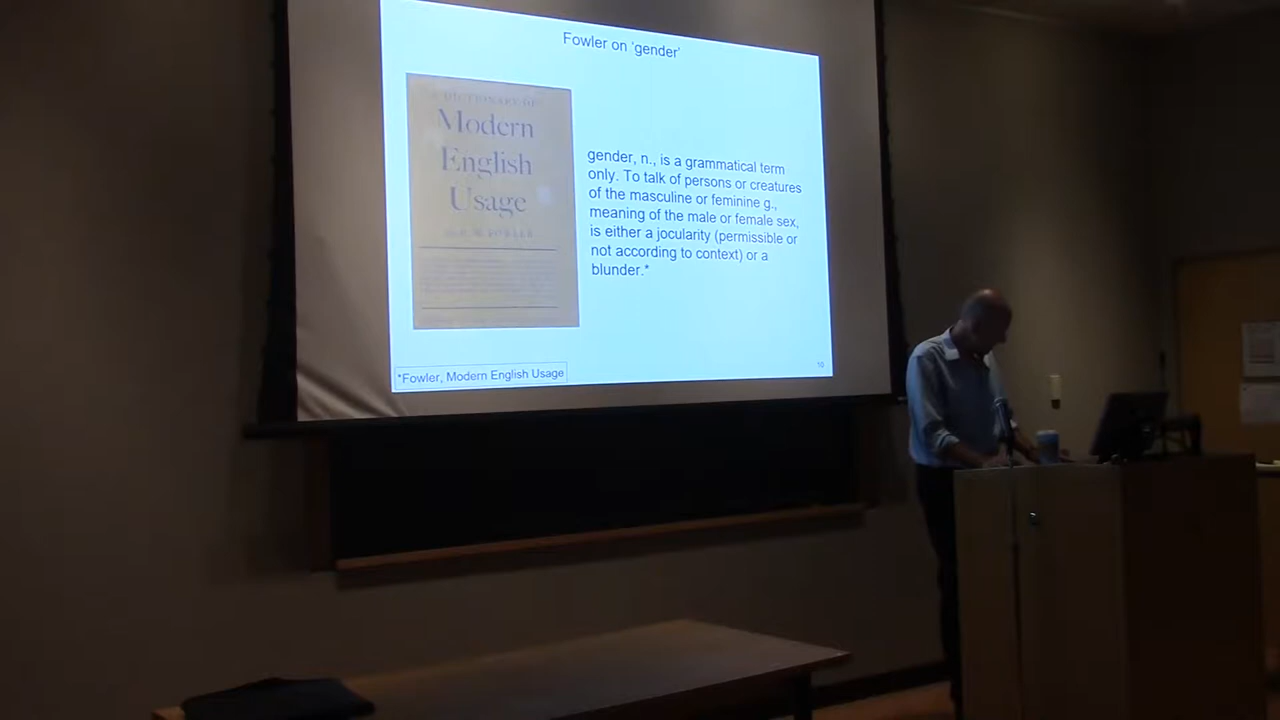 Fowler on 'gender'
A DICTIONARY OF
Modern
English
Usage
H. W. FOWLER
gender, n., is a grammatical term
only. To talk of persons or creatures
of the masculine or feminine g.,
meaning of the male or female sex,
is either a jocularity (permissible or
not according to context) or a
blunder.*
*Fowler, Modern English Usage
10